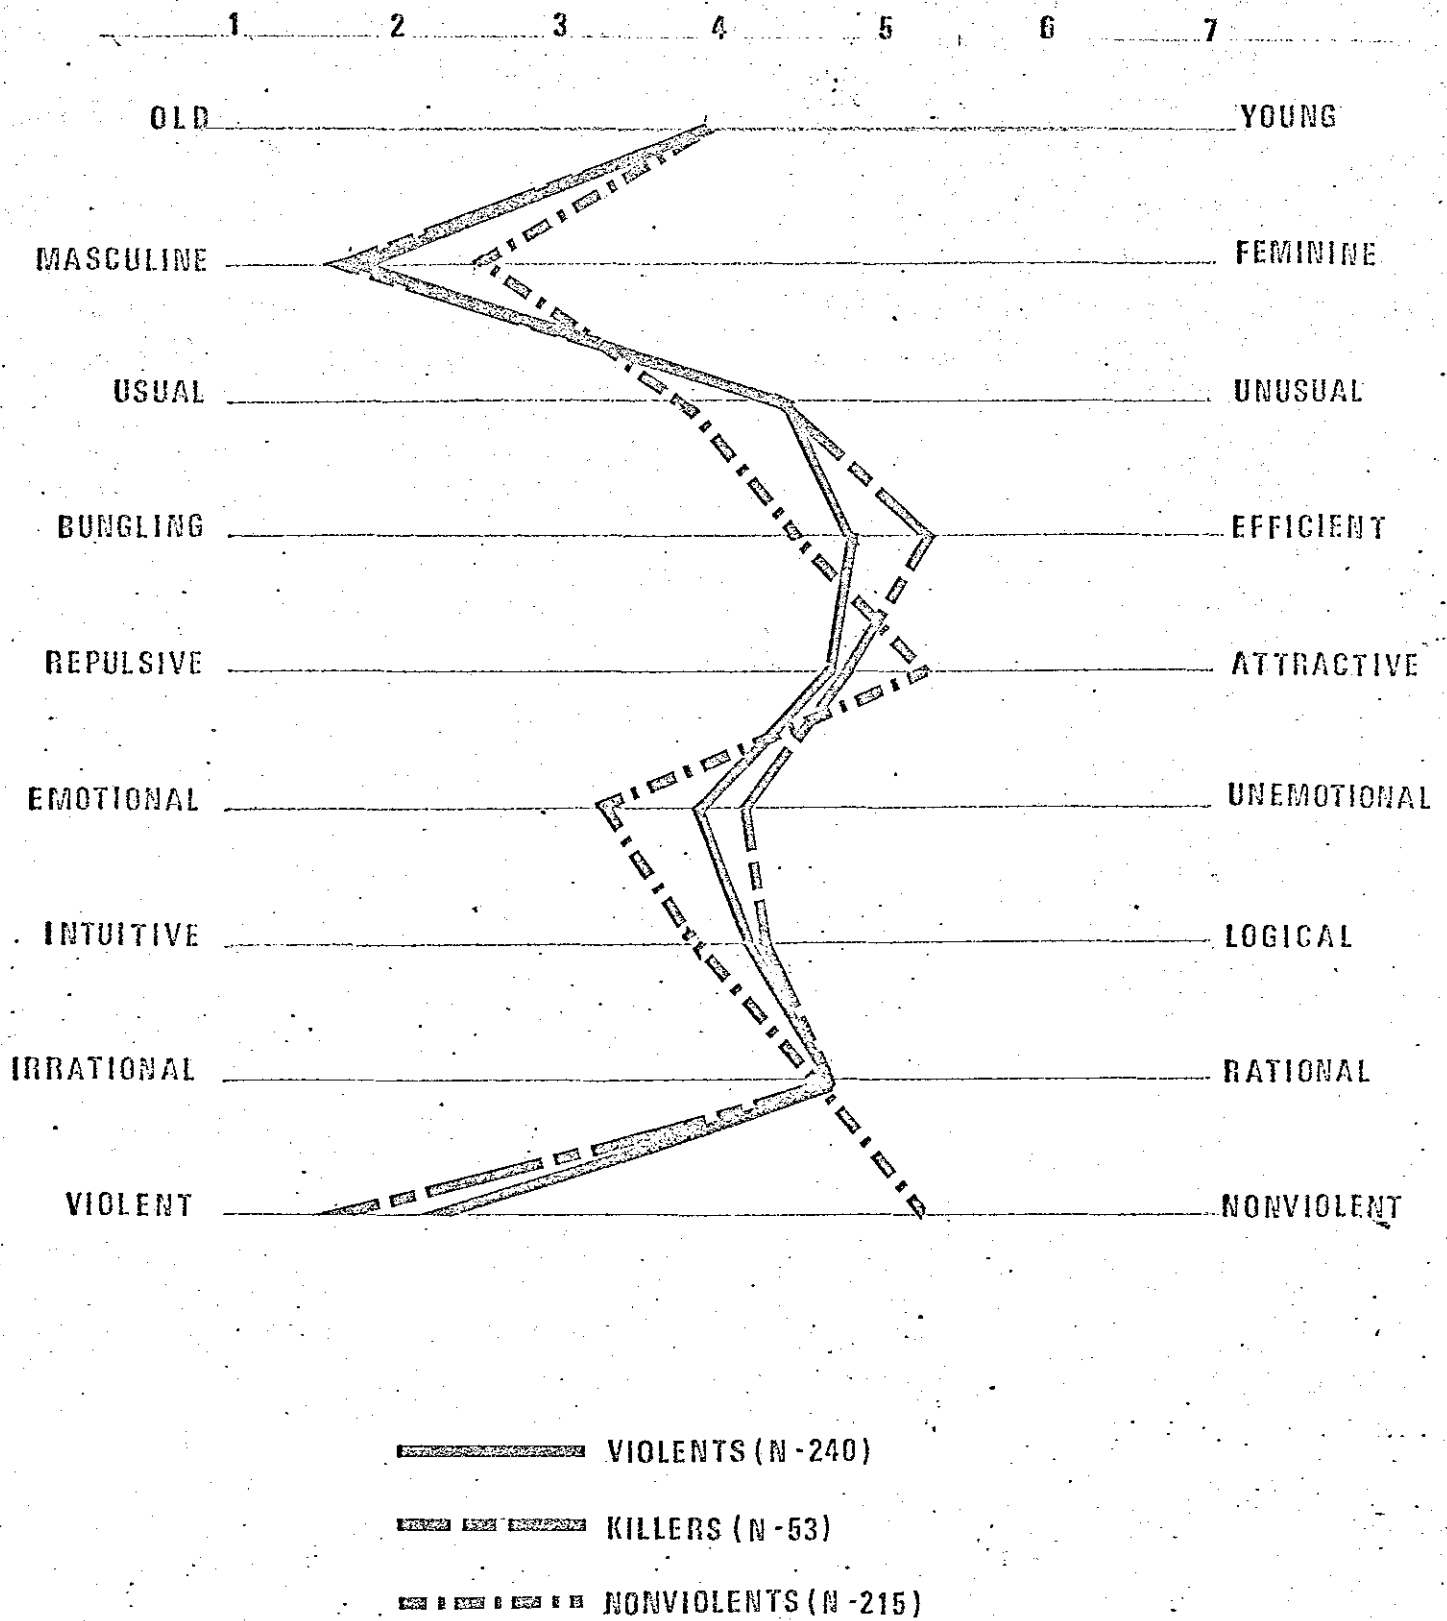 1 2 3 4 5 6 7
OLD YOUNG
MASCULINE FEMININE
USUAL UNUSUAL
BUNGLING EFFICIENT
REPULSIVE ATTRACTIVE
EMOTIONAL UNEMOTIONAL
INTUITIVE LOGICAL
IRRATIONAL RATIONAL
VIOLENT NONVIOLENT
VIOLENTS (N-240)
KILLERS (N-53)
NONVIOLENTS (N-215)